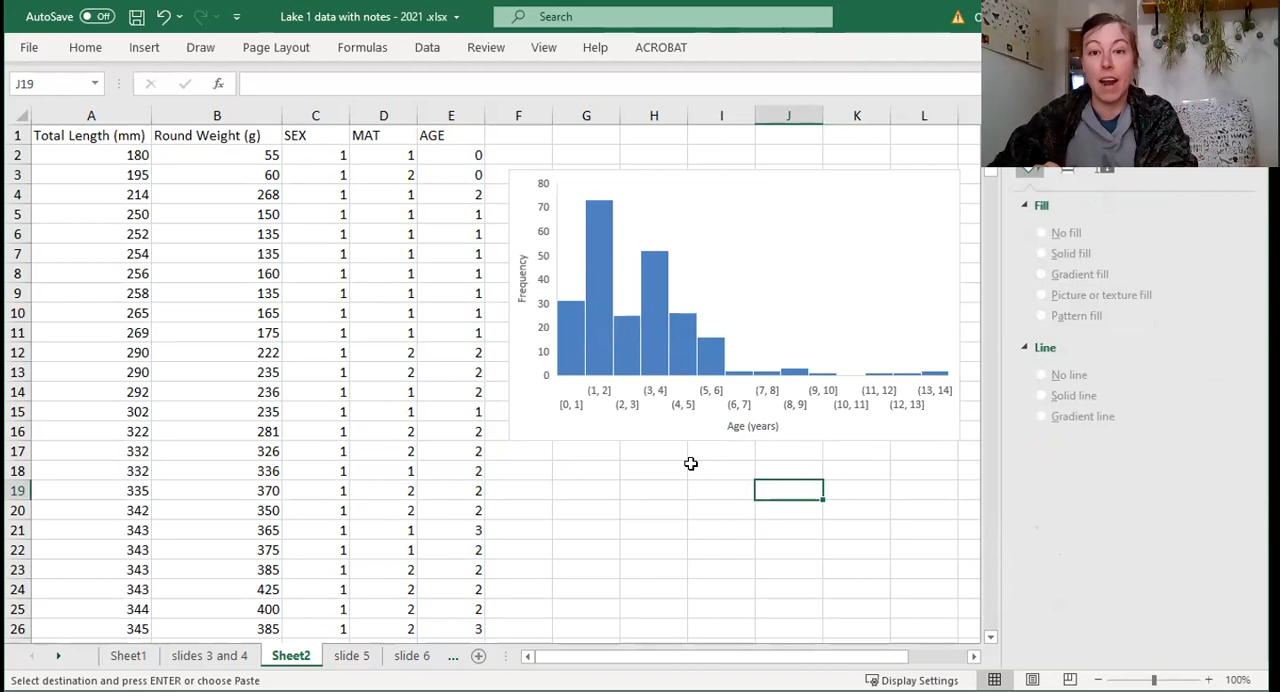 AutoSave Off Lake 1 data with notes - 2021 .xlsx Search
File Home Insert Draw Page Layout Formulas Data Review View Help ACROBAT
J19 fx
A B C D E F G H I J K L
1 Total Length (mm) Round Weight (g) SEX MAT AGE
2 180 55 1 1 0
3 195 60 1 2 0
4 214 268 1 1 2
5 250 150 1 1 1
6 252 135 1 1 1
7 254 135 1 1 1
8 256 160 1 1 1
9 258 135 1 1 1
10 265 165 1 1 1
11 269 175 1 1 1
12 290 222 1 2 2
13 290 235 1 2 2
14 292 236 1 1 2
15 302 235 1 1 1
16 322 281 1 2 2
17 332 326 1 2 2
18 332 336 1 1 2
19 335 370 1 2 2
20 342 350 1 2 2
21 343 365 1 1 3
22 343 375 1 1 2
23 343 385 1 2 2
24 343 425 1 2 2
25 344 400 1 2 2
26 345 385 1 2 3
80
70
60
50
40
30
20
10
0
Frequency
(1, 2] (3, 4] (5, 6] (7, 8] (9, 10] (11, 12] (13, 14]
[0, 1] (2, 3] (4, 5] (6, 7] (8, 9] (10, 11] (12, 13]
Age (years)
Fill
No fill
Solid fill
Gradient fill
Picture or texture fill
Pattern fill
Line
No line
Solid line
Gradient line
Sheet1 slides 3 and 4 Sheet2 slide 5 slide 6 ...
Select destination and press ENTER or choose Paste Display Settings 100%